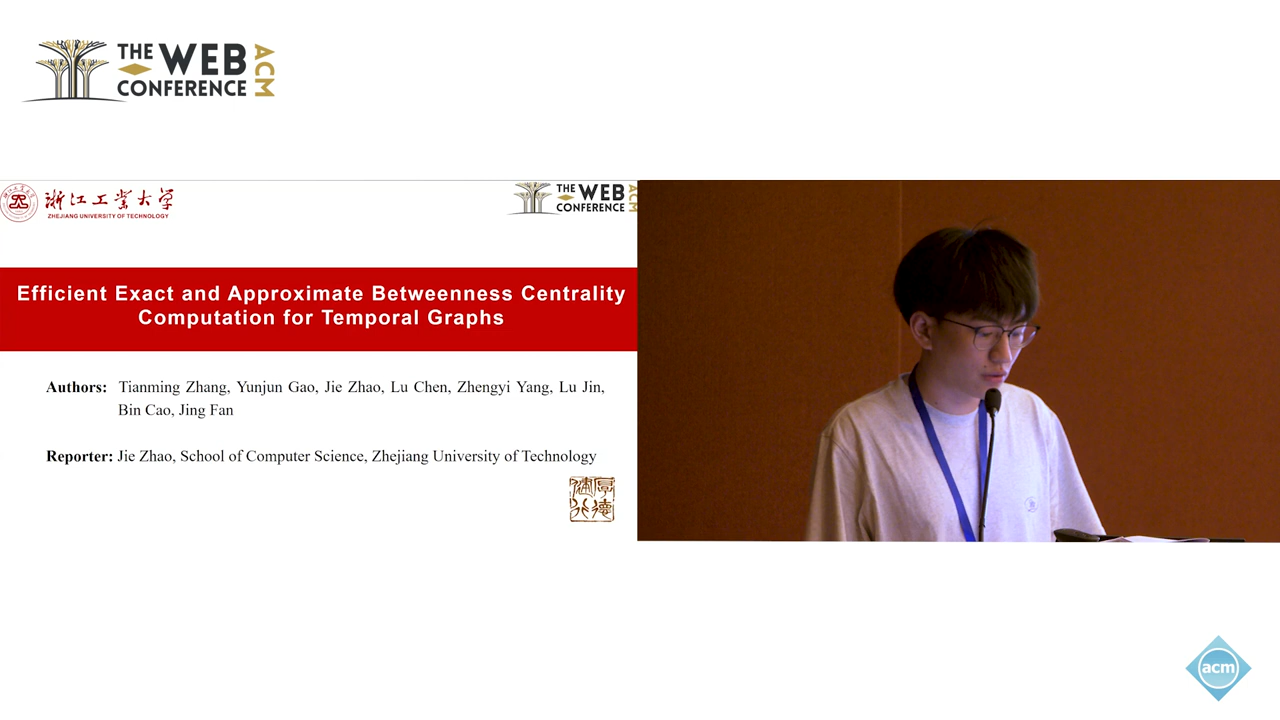 THE
WEB
CONFERENCE
ACM
浙江工业大学
ZHEJIANG UNIVERSITY OF TECHNOLOGY
THE
WEB
CONFERENCE
ACM
Efficient Exact and Approximate Betweenness Centrality
Computation for Temporal Graphs
Authors: Tianming Zhang, Yunjun Gao, Jie Zhao, Lu Chen, Zhengyi Yang, Lu Jin,
Bin Cao, Jing Fan
Reporter: Jie Zhao, School of Computer Science, Zhejiang University of Technology
acm